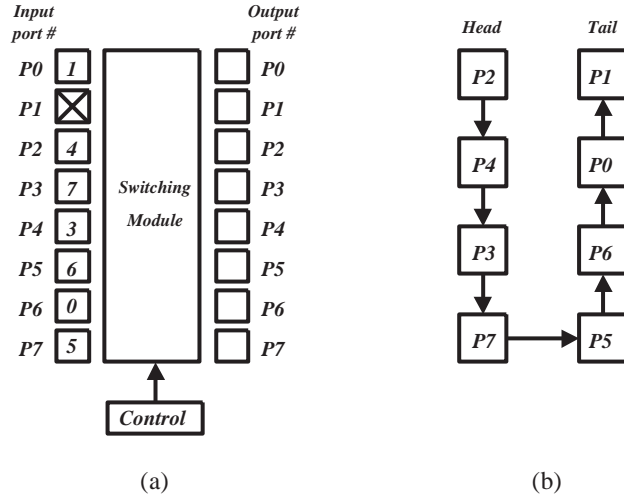 Input
port #
Output
port #
P0 1 P0
P1 P1
P2 4 P2
P3 7 P3
P4 3 P4
P5 6 P5
P6 0 P6
P7 5 P7
Switching
Module
Control
(a)
Head Tail
P2 P1
P4 P0
P3 P6
P7 P5
(b)